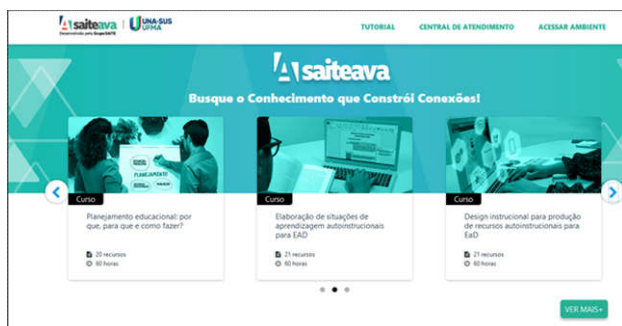 saiteava
Desenvolvido pelo Grupo SAITE
UNA-SUS
UFMA
TUTORIAL
CENTRAL DE ATENDIMENTO
ACESSAR AMBIENTE
saiteava
Busque o Conhecimento que Constrói Conexões!
PLANEJAMENTO
Curso
Planejamento educacional: por
que, para que e como fazer?
20 recursos
60 horas
Curso
Elaboração de situações de
aprendizagem autoinstrucionais
para EAD
21 recursos
60 horas
Curso
Design instrucional para produção
de recursos autoinstrucionais para
EaD
21 recursos
60 horas
VER MAIS+